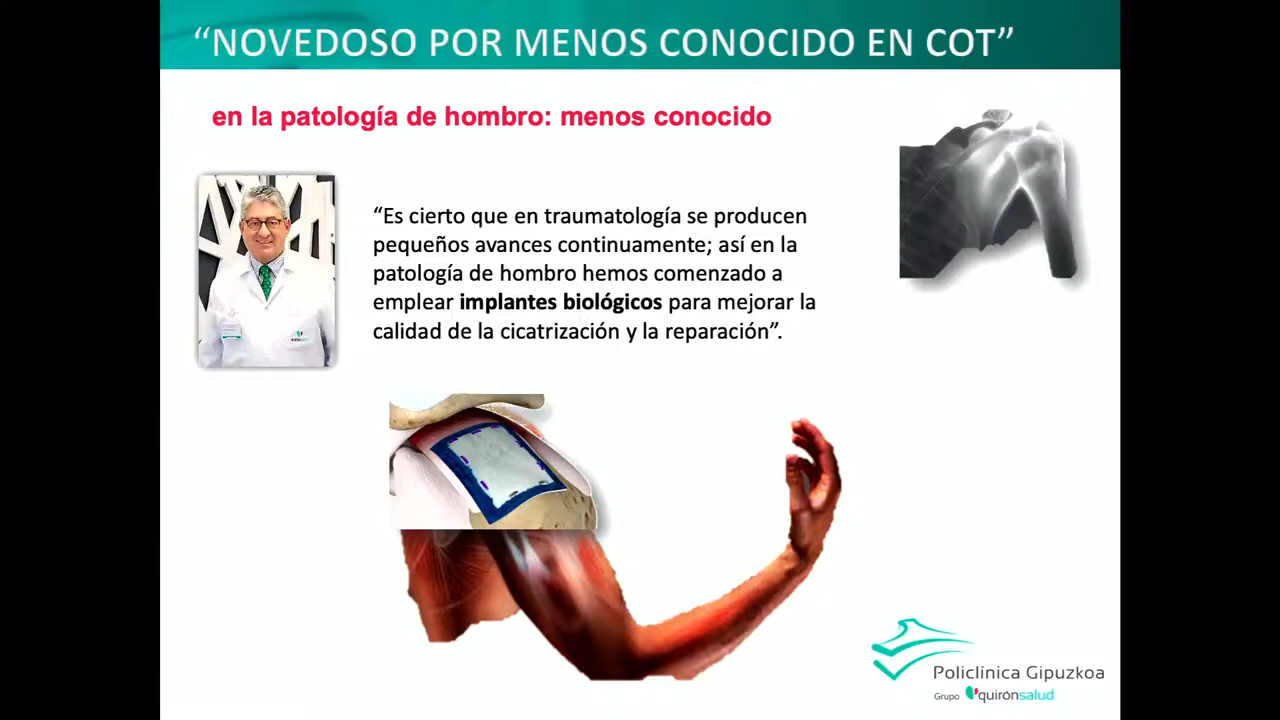 “NOVEDOSO POR MENOS CONOCIDO EN COT”
en la patología de hombro: menos conocido
“Es cierto que en traumatología se producen
pequeños avances continuamente; así en la
patología de hombro hemos comenzado a
emplear implantes biológicos para mejorar la
calidad de la cicatrización y la reparación”.
Policlínica Gipuzkoa
Grupo quirónsalud